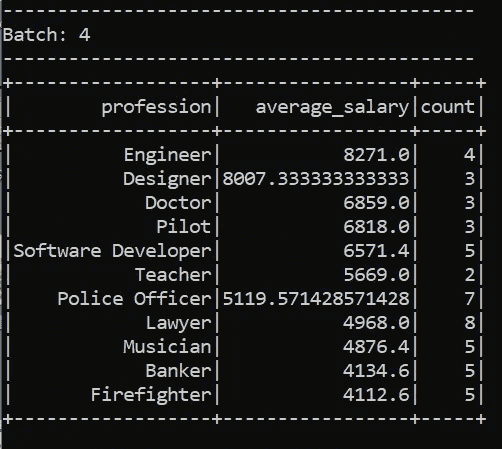 -------------------------------------------
Batch: 4
-------------------------------------------
+------------------+----------------+-----+
|        profession|  average_salary|count|
+------------------+----------------+-----+
|          Engineer|          8271.0|    4|
|          Designer|8007.333333333333|    3|
|            Doctor|          6859.0|    3|
|             Pilot|          6818.0|    3|
|Software Developer|          6571.4|    5|
|           Teacher|          5669.0|    2|
|    Police Officer|5119.571428571428|    7|
|            Lawyer|          4968.0|    8|
|          Musician|          4876.4|    5|
|            Banker|          4134.6|    5|
|       Firefighter|          4112.6|    5|
+------------------+----------------+-----+